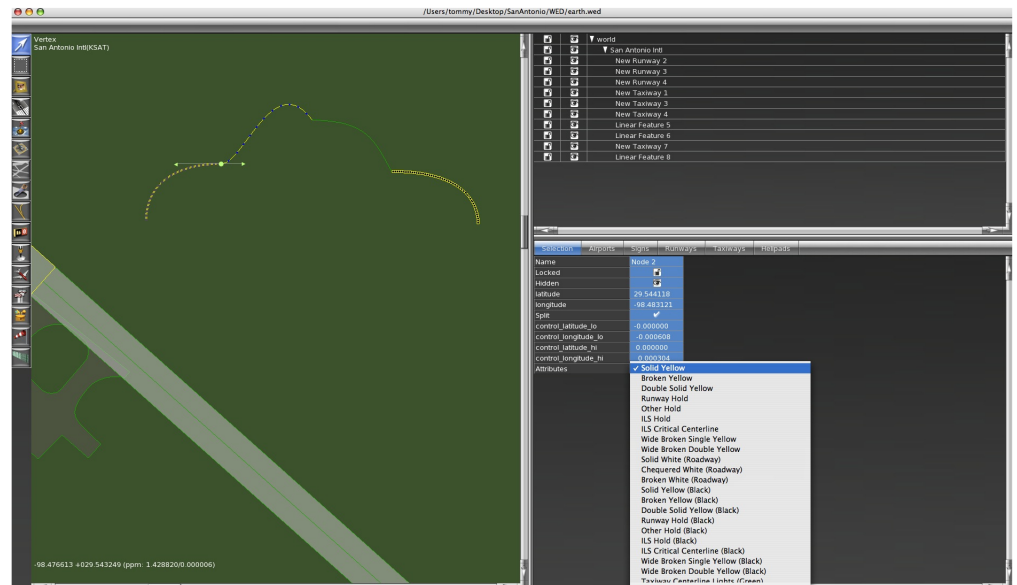 /Users/tommy/Desktop/SanAntonio/WED/earth.wed
Vertex
San Antonio Intl(KSAT)
world
San Antonio Intl
New Runway 2
New Runway 3
New Runway 4
New Taxiway 1
New Taxiway 3
New Taxiway 4
Linear Feature 5
Linear Feature 6
New Taxiway 7
Linear Feature 8
Selection Airports Signs Runways Taxiways Helipads
Name Node 2
Locked
Hidden
latitude 29.544118
longitude -98.483121
Split
control_latitude_lo -0.000000
control_longitude_lo -0.000608
control_latitude_hi 0.000000
control_longitude_hi 0.000304
Attributes ✓ Solid Yellow
Broken Yellow
Double Solid Yellow
Runway Hold
Other Hold
ILS Hold
ILS Critical Centerline
Wide Broken Single Yellow
Wide Broken Double Yellow
Solid White (Roadway)
Chequered White (Roadway)
Broken White (Roadway)
Solid Yellow (Black)
Broken Yellow (Black)
Double Solid Yellow (Black)
Runway Hold (Black)
Other Hold (Black)
ILS Hold (Black)
ILS Critical Centerline (Black)
Wide Broken Single Yellow (Black)
Wide Broken Double Yellow (Black)
Taxiway Centerline Lights (Green)
-98.476613 +029.543249 (ppm: 1.428820/0.000006)